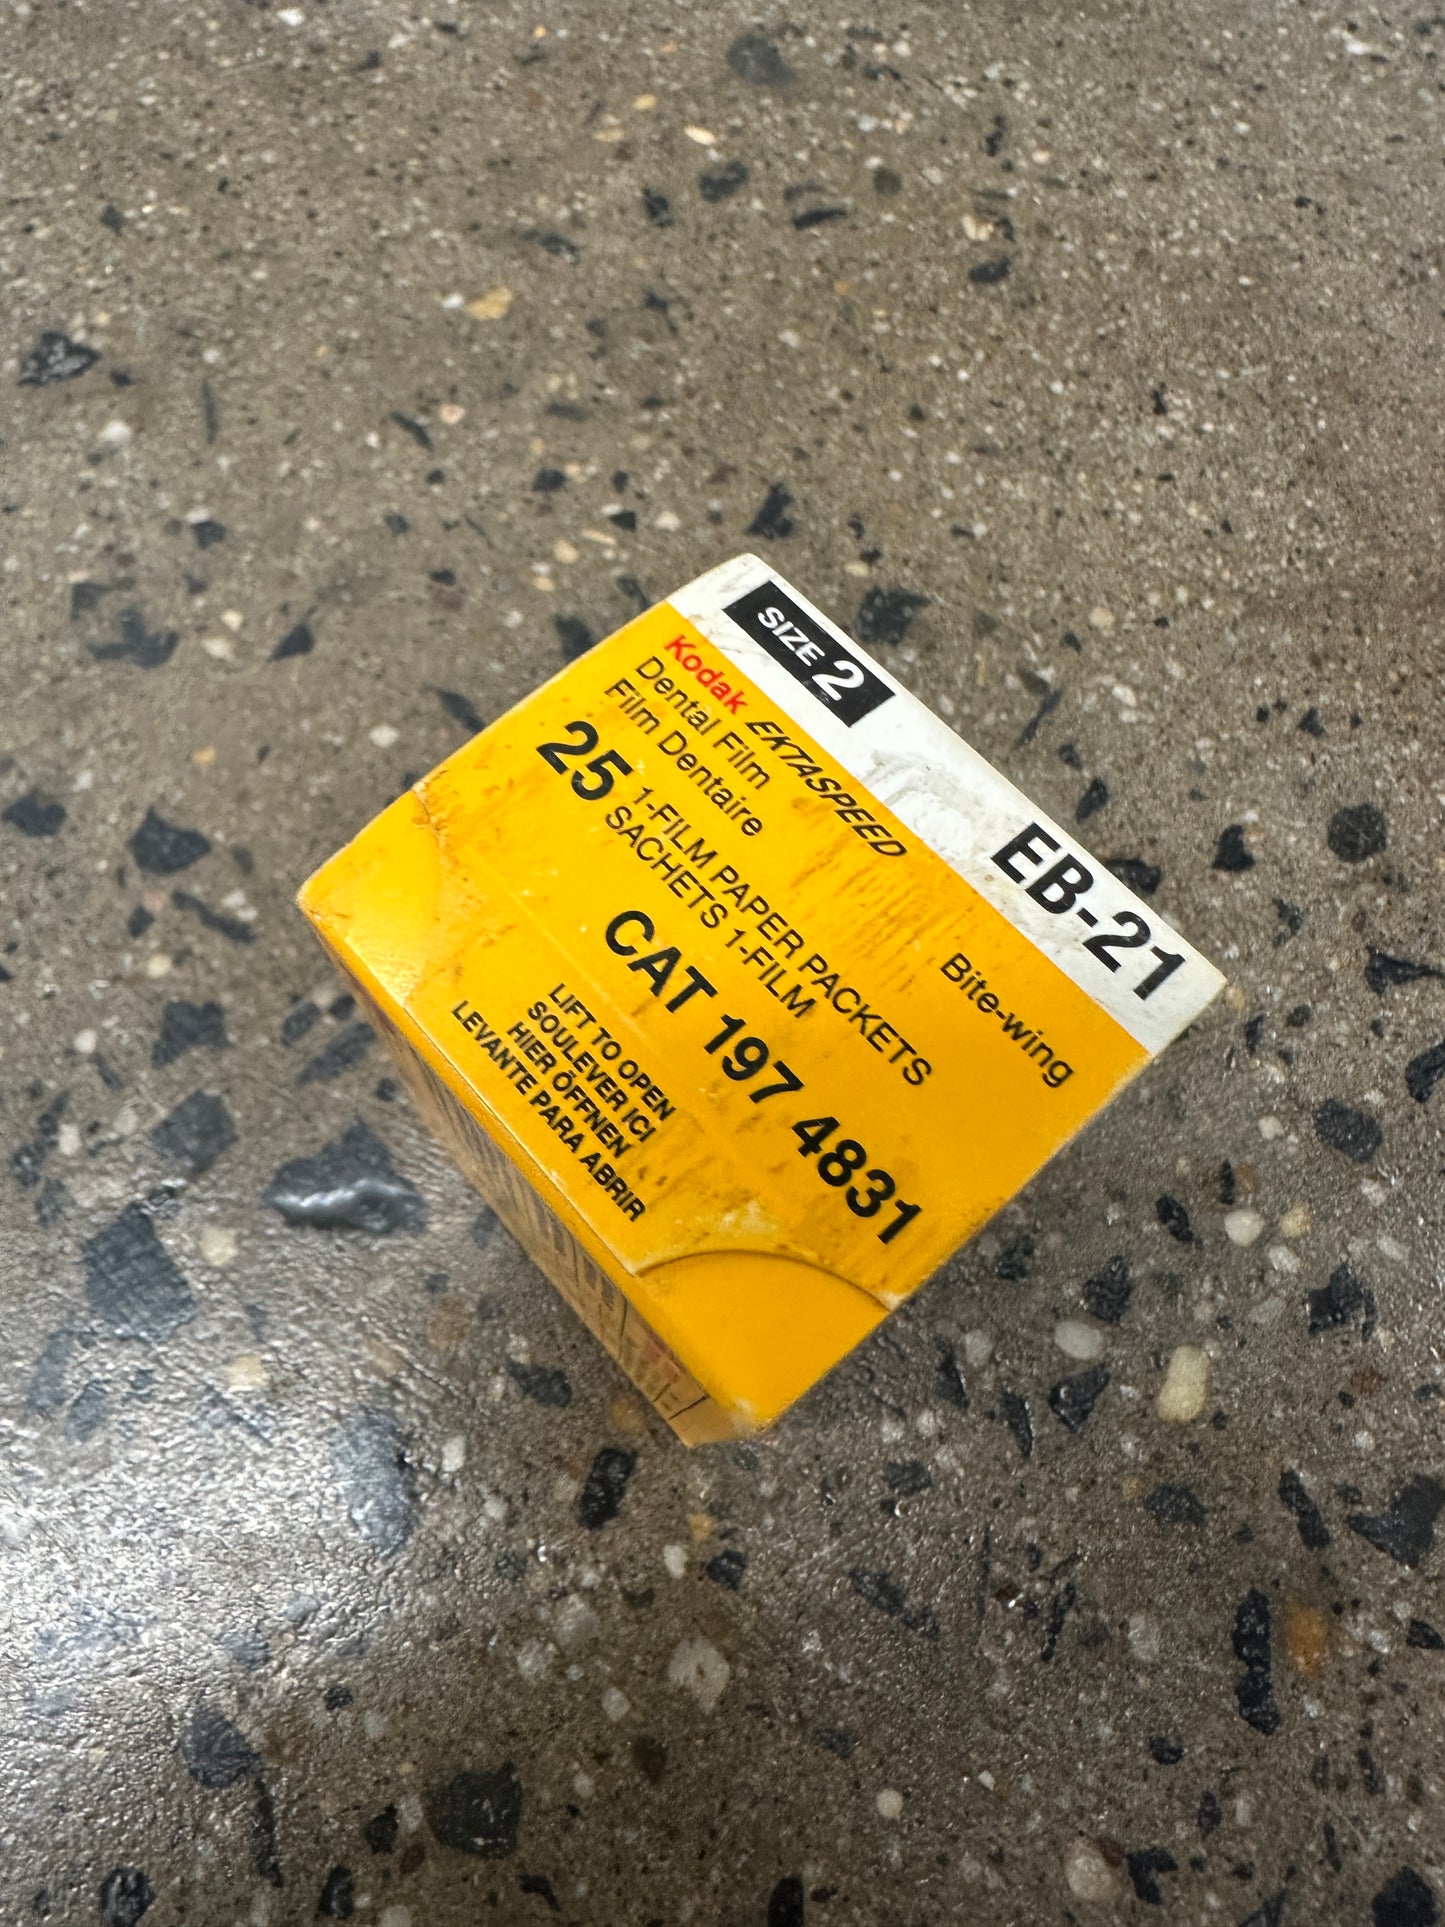 SIZE 2
EB-21
Kodak EKTASPEED
Bite-wing
Dental Film
Film Dentaire
25 1-FILM PAPER PACKETS
SACHETS 1-FILM
CAT 197 4831
LIFT TO OPEN
SOULEVER ICI
HIER ÖFFNEN
LEVANTE PARA ABRIR